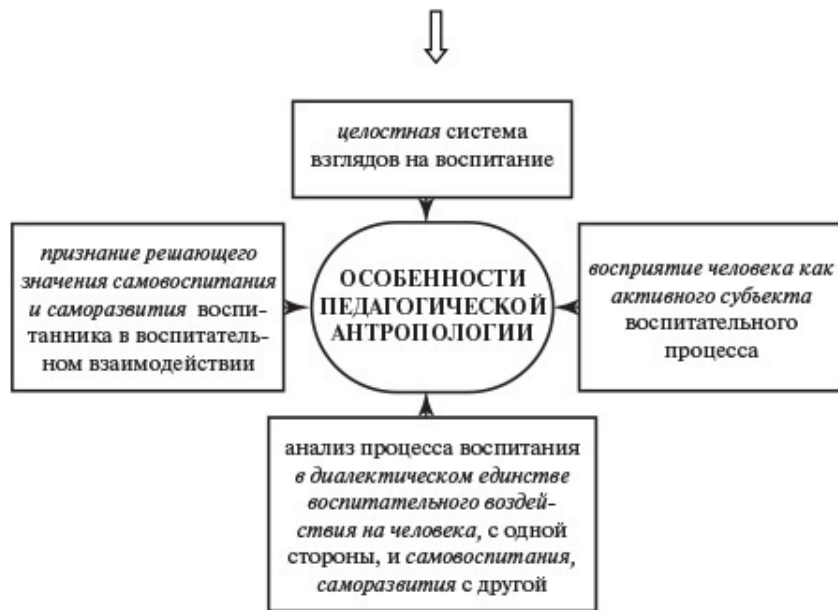 целостная система
взглядов на воспитание
признание решающего
значения самовоспитания
и саморазвития воспи-
танника в воспитатель-
ном взаимодействии
ОСОБЕННОСТИ
ПЕДАГОГИЧЕСКОЙ
АНТРОПОЛОГИИ
восприятие человека как
активного субъекта
воспитательного
процесса
анализ процесса воспитания
в диалектическом единстве
воспитательного воздей-
ствия на человека, с одной
стороны, и самовоспитания,
саморазвития с другой